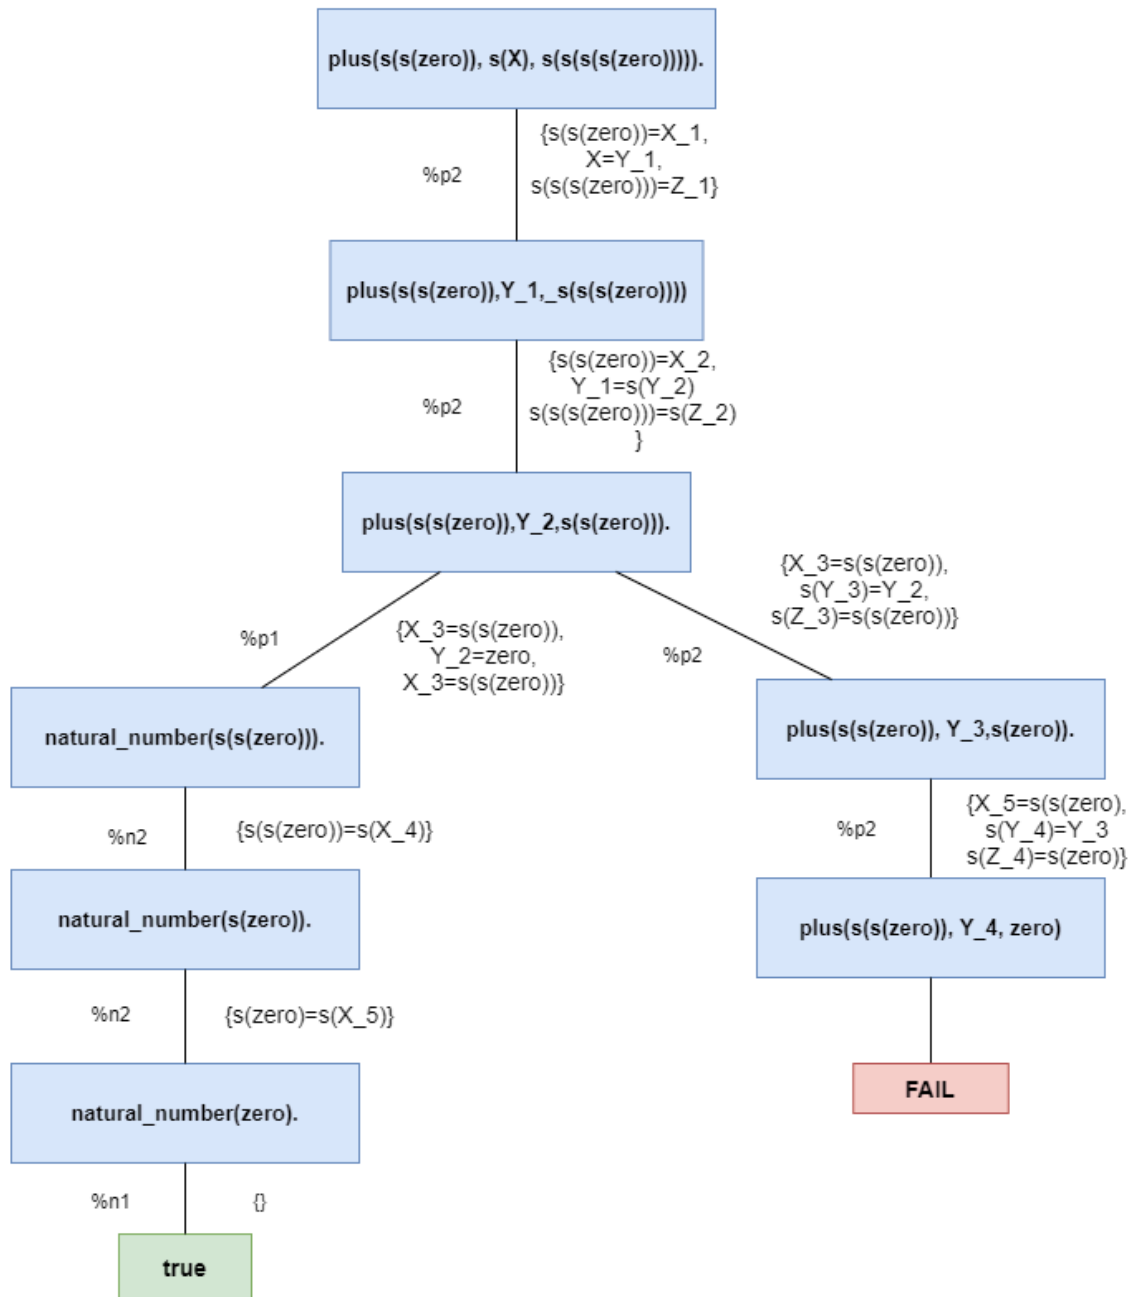 plus(s(s(zero)), s(X), s(s(s(s(zero))))).
{s(s(zero))=X_1,
X=Y_1,
s(s(s(zero)))=Z_1}
%p2
plus(s(s(zero)),Y_1,_s(s(s(zero))))
{s(s(zero))=X_2,
Y_1=s(Y_2)
s(s(s(zero)))=s(Z_2)
}
%p2
plus(s(s(zero)),Y_2,s(s(zero))).
{X_3=s(s(zero)),
s(Y_3)=Y_2,
s(Z_3)=s(s(zero))}
%p1
{X_3=s(s(zero)),
Y_2=zero,
X_3=s(s(zero))}
%p2
natural_number(s(s(zero))).
plus(s(s(zero)), Y_3,s(zero)).
%n2
{s(s(zero))=s(X_4)}
%p2
{X_5=s(s(zero),
s(Y_4)=Y_3
s(Z_4)=s(zero)}
natural_number(s(zero)).
plus(s(s(zero)), Y_4, zero)
%n2
{s(zero)=s(X_5)}
FAIL
natural_number(zero).
%n1
{}
true